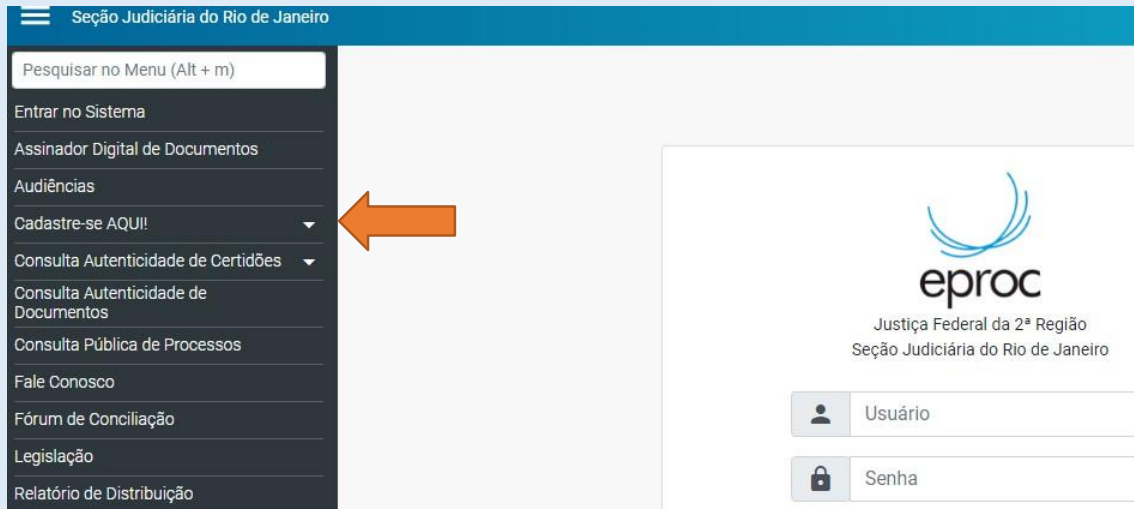 Seção Judiciária do Rio de Janeiro
Pesquisar no Menu (Alt + m)
Entrar no Sistema
Assinador Digital de Documentos
Audiências
Cadastre-se AQUI!
Consulta Autenticidade de Certidões
Consulta Autenticidade de
Documentos
Consulta Pública de Processos
Fale Conosco
Fórum de Conciliação
Legislação
Relatório de Distribuição
eproc
Justiça Federal da 2ª Região
Seção Judiciária do Rio de Janeiro
Usuário
Senha